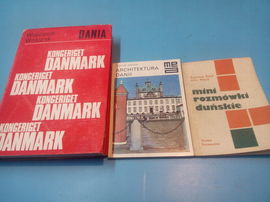 DANIA
KONGERIGET
DANMARK
KONGERIGET
DANMARK
KONGERIGET
DANMARK
KONGERIGET
DANMARK
ARCHITEKTURA
DANII
mini
rozmówki
duńskie